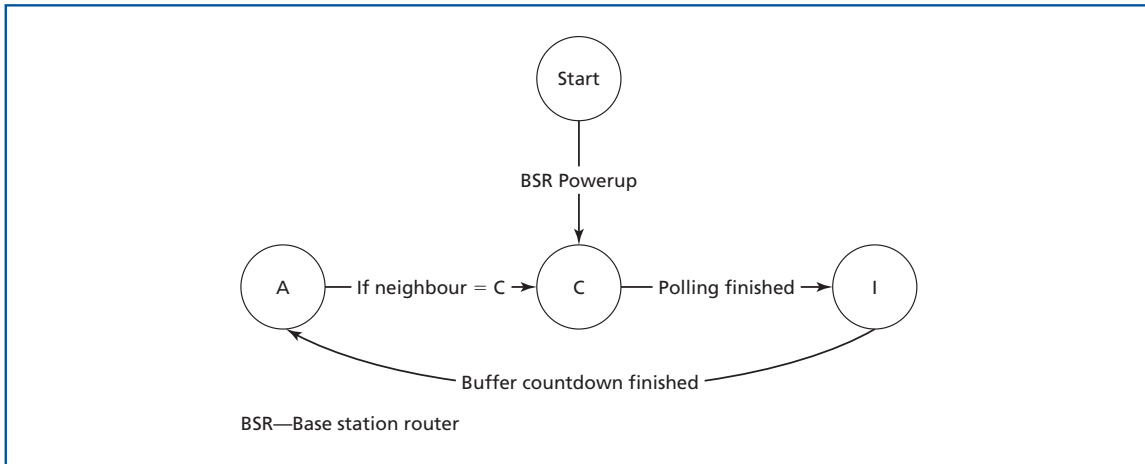 Start
BSR Powerup
A
If neighbour = C
C
Polling finished
I
Buffer countdown finished
BSR—Base station router